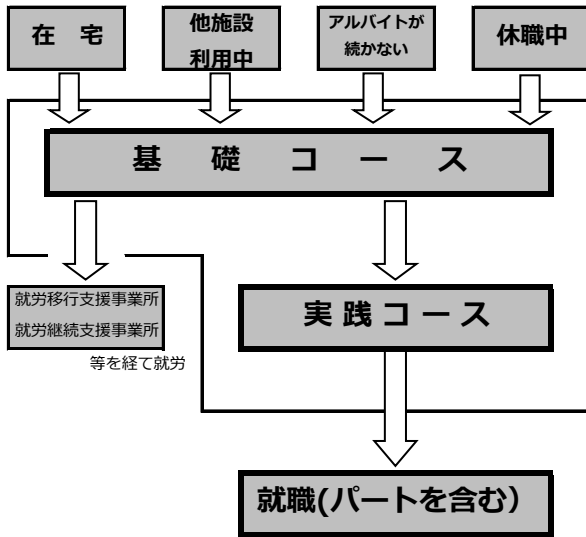 在　宅
他施設
利用中
アルバイトが
続かない
休職中
基　礎　コ　ー　ス
就労移行支援事業所
就労継続支援事業所
等を経て就労
実 践 コ ー ス
就職(パートを含む）